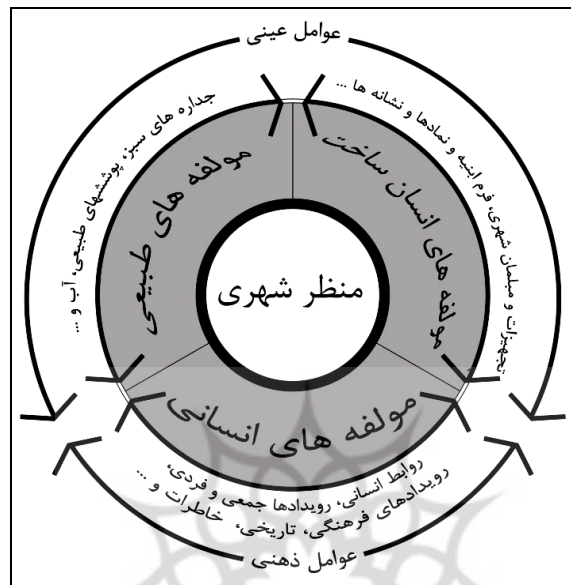 عوامل عینی
تجهیزات و مبلمان شهری، فرم ابنیه و نمادها و نشانه ها ...
جداره های سبز، پوششهای طبیعی، آب و ...
مولفه های انسان ساخت
مولفه های طبیعی
منظر شهری
مولفه های انسانی
روابط انسانی، رویدادها جمعی و فردی،
رویدادهای فرهنگی، تاریخی، خاطرات و ...
عوامل ذهنی